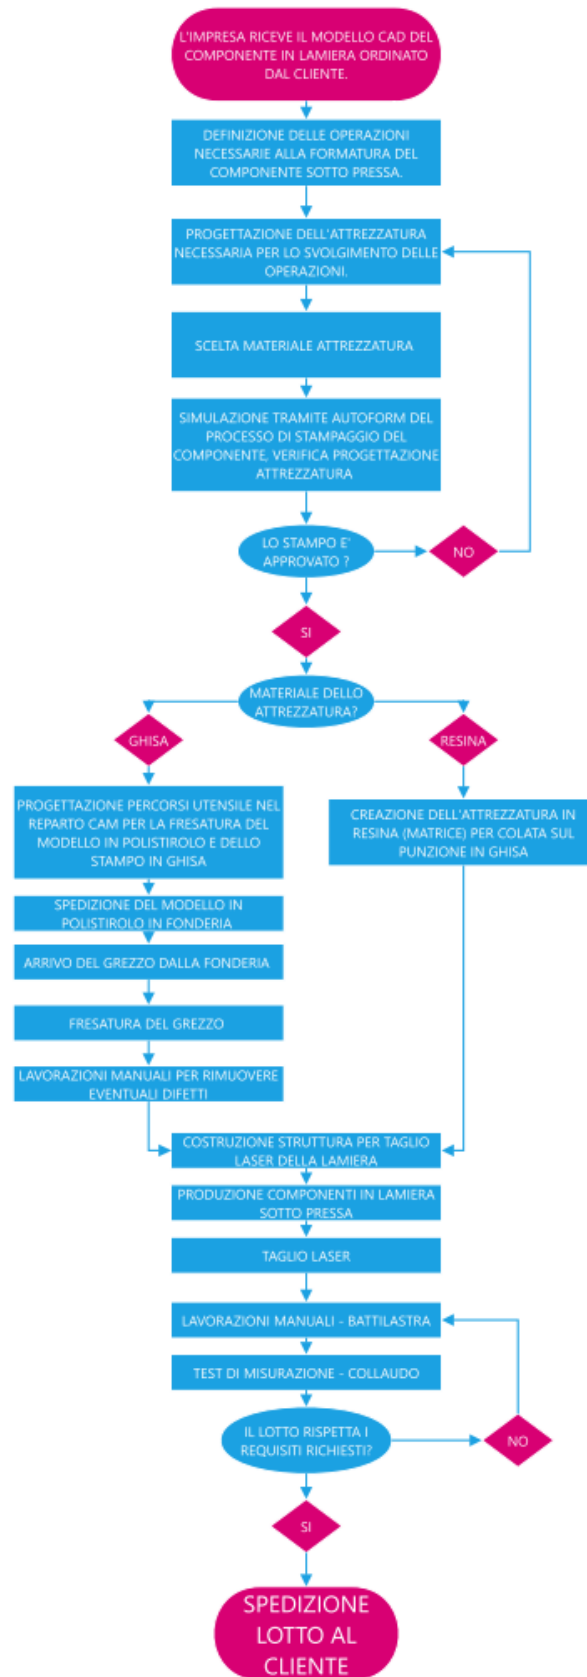 L'IMPRESA RICEVE IL MODELLO CAD DEL
COMPONENTE IN LAMIERA ORDINATO
DAL CLIENTE.
DEFINIZIONE DELLE OPERAZIONI
NECESSARIE ALLA FORMATURA DEL
COMPONENTE SOTTO PRESSA.
PROGETTAZIONE DELL'ATTREZZATURA
NECESSARIA PER LO SVOLGIMENTO DELLE
OPERAZIONI.
SCELTA MATERIALE ATTREZZATURA
SIMULAZIONE TRAMITE AUTOFORM DEL
PROCESSO DI STAMPAGGIO DEL
COMPONENTE, VERIFICA PROGETTAZIONE
ATTREZZATURA
LO STAMPO E'
APPROVATO ?
NO
SI
MATERIALE DELLO
ATTREZZATURA?
GHISA
RESINA
PROGETTAZIONE PERCORSI UTENSILE NEL
REPARTO CAM PER LA FRESATURA DEL
MODELLO IN POLISTIROLO E DELLO
STAMPO IN GHISA
CREAZIONE DELL'ATTREZZATURA IN
RESINA (MATRICE) PER COLATA SUL
PUNZIONE IN GHISA
SPEDIZIONE DEL MODELLO IN
POLISTIROLO IN FONDERIA
ARRIVO DEL GREZZO DALLA FONDERIA
FRESATURA DEL GREZZO
LAVORAZIONI MANUALI PER RIMUOVERE
EVENTUALI DIFETTI
COSTRUZIONE STRUTTURA PER TAGLIO
LASER DELLA LAMIERA
PRODUZIONE COMPONENTI IN LAMIERA
SOTTO PRESSA
TAGLIO LASER
LAVORAZIONI MANUALI - BATTILASTRA
TEST DI MISURAZIONE - COLLAUDO
IL LOTTO RISPETTA I
REQUISITI RICHIESTI?
NO
SI
SPEDIZIONE
LOTTO AL
CLIENTE